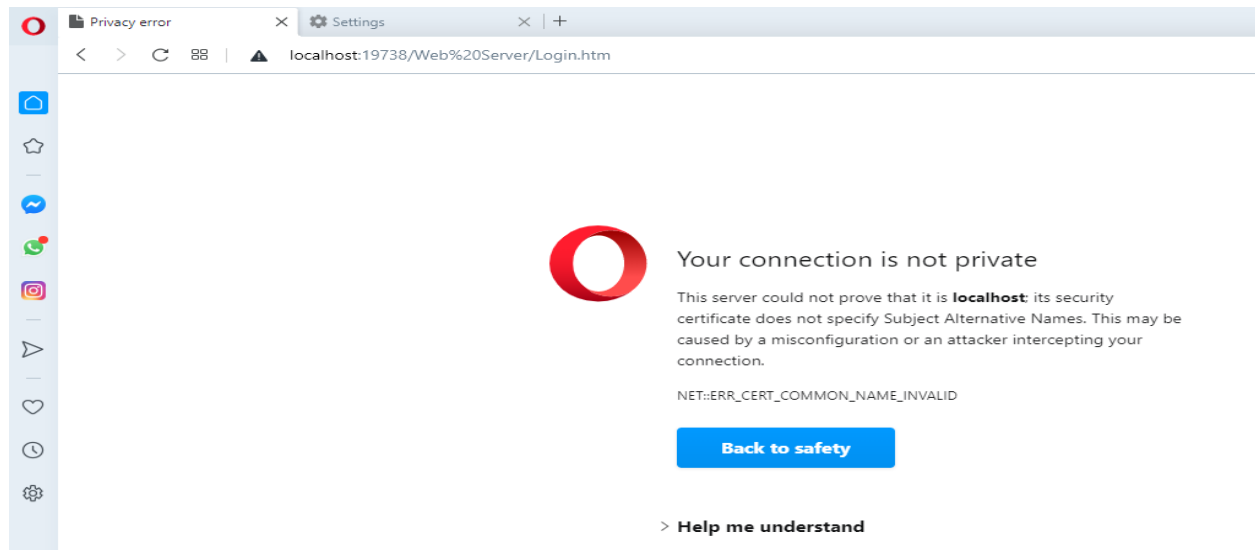 Privacy error
Settings
localhost:19738/Web%20Server/Login.htm
Your connection is not private
This server could not prove that it is localhost; its security
certificate does not specify Subject Alternative Names. This may be
caused by a misconfiguration or an attacker intercepting your
connection.
NET::ERR_CERT_COMMON_NAME_INVALID
Back to safety
Help me understand